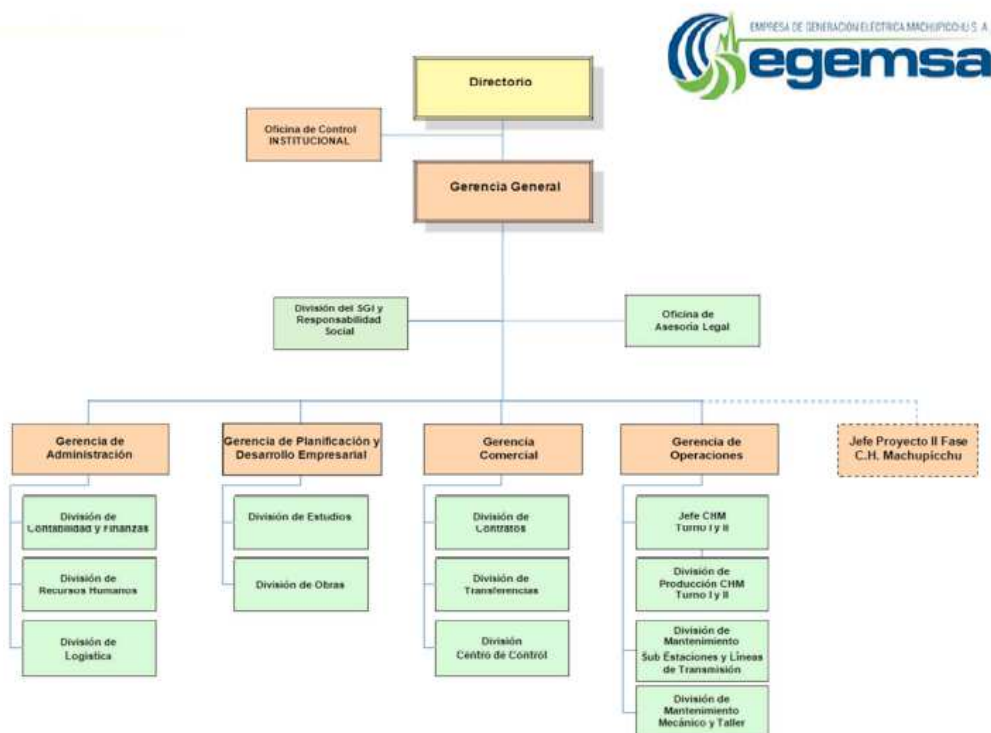 EMPRESA DE GENERACIÓN ELÉCTRICA MACHUPICCHU S. A.
egemsa
Directorio
Oficina de Control
INSTITUCIONAL
Gerencia General
División del SGI y
Responsabilidad
Social
Oficina de
Asesoría Legal
Gerencia de
Administración
Gerencia de Planificación y
Desarrollo Empresarial
Gerencia
Comercial
Gerencia de
Operaciones
Jefe Proyecto II Fase
C.H. Machupicchu
División de
Contabilidad y Finanzas
División de
Recursos Humanos
División de
Logistica
División de Estudios
División de Obras
División de
Contratos
División de
Transferencias
División
Centro de Control
Jefe CHM
Turno I y II
División de
Producción CHM
Turno I y II
División de
Mantenimiento
Sub Estaciones y Líneas
de Transmisión
División de
Mantenimiento
Mecánico y Taller